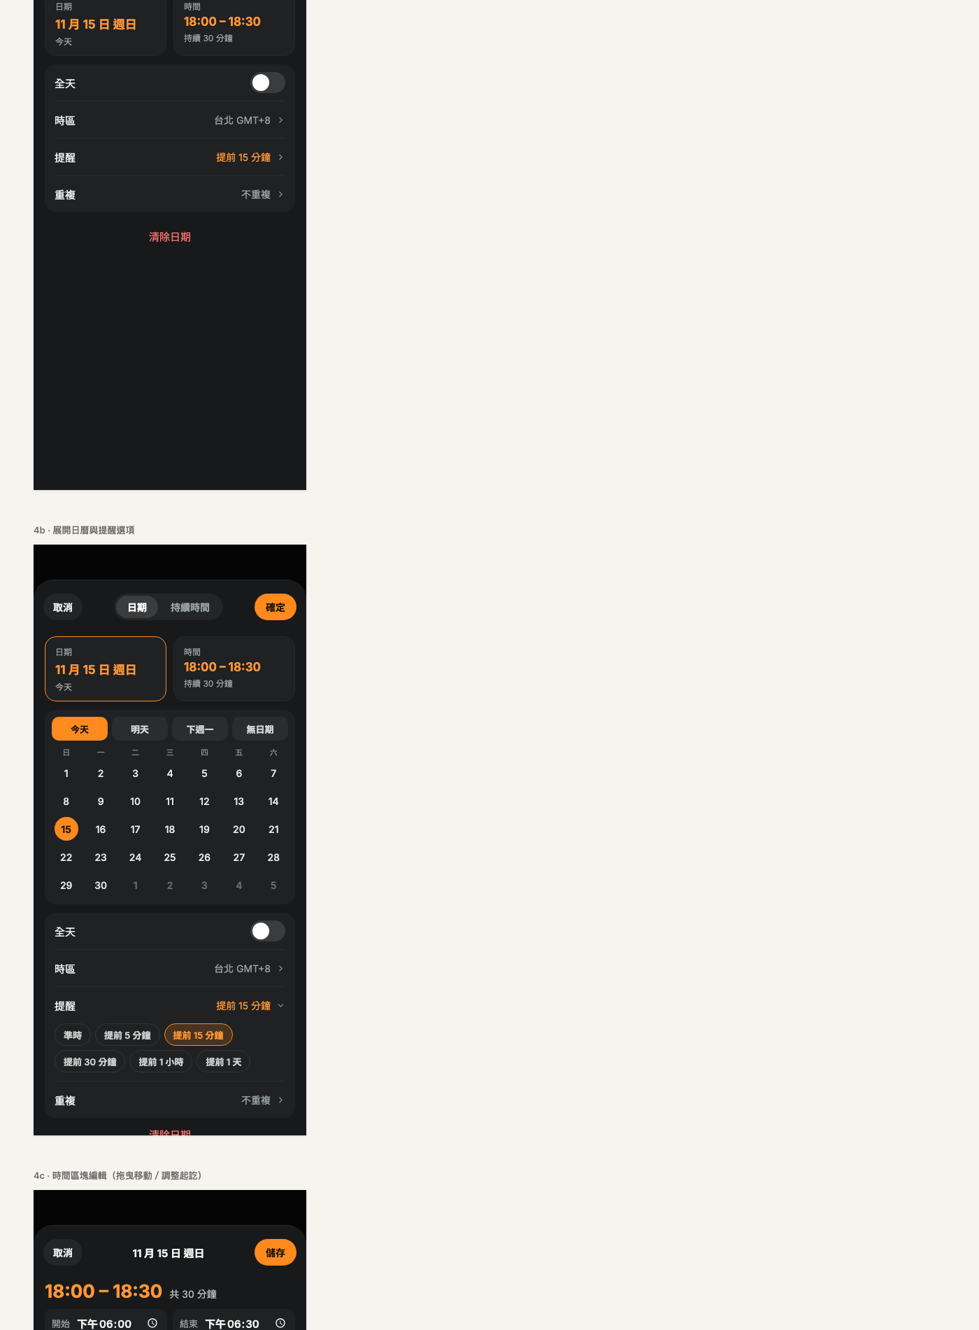 日期
11 月 15 日 週日
今天
時間
18:00 – 18:30
持續 30 分鐘
全天
時區
台北 GMT+8
提醒
提前 15 分鐘
重複
不重複
清除日期
4b · 展開日曆與提醒選項
取消
日期
持續時間
確定
日期
11 月 15 日 週日
今天
時間
18:00 – 18:30
持續 30 分鐘
今天 明天 下週一 無日期
日 一 二 三 四 五 六
1 2 3 4 5 6 7
8 9 10 11 12 13 14
15 16 17 18 19 20 21
22 23 24 25 26 27 28
29 30 1 2 3 4 5
全天
時區
台北 GMT+8
提醒
提前 15 分鐘
準時 提前 5 分鐘 提前 15 分鐘
提前 30 分鐘 提前 1 小時 提前 1 天
重複
不重複
清除日期
4c · 時間區塊編輯（拖曳移動 / 調整起訖）
取消
11 月 15 日 週日
儲存
18:00 – 18:30 共 30 分鐘
開始 下午06:00
結束 下午06:30